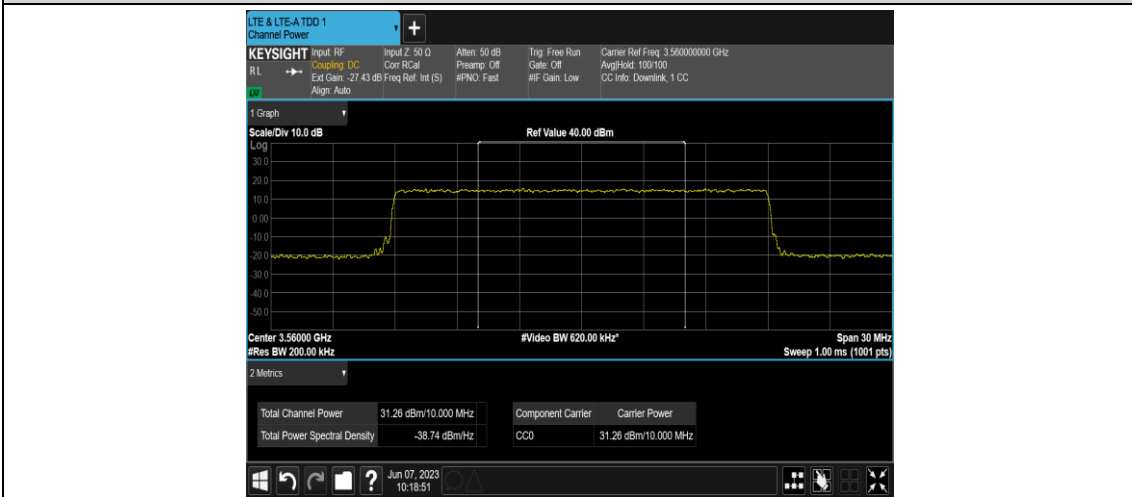 LTE & LTE-A TDD 1
Channel Power
+
KEYSIGHT
RL
LXI
Input: RF
Coupling: DC
Ext Gain: -27.43 dB
Align: Auto
Input Z: 50 Ω
Corr RCal
Freq Ref: Int (S)
Atten: 50 dB
Preamp: Off
#PNO: Fast
Trig: Free Run
Gate: Off
#IF Gain: Low
Carrier Ref Freq: 3.560000000 GHz
Avg|Hold: 100/100
CC Info: Downlink, 1 CC
1 Graph
Scale/Div 10.0 dB
Ref Value 40.00 dBm
Log
30.0
20.0
10.0
0.00
-10.0
-20.0
-30.0
-40.0
-50.0
Center 3.56000 GHz
#Video BW 620.00 kHz*
Span 30 MHz
#Res BW 200.00 kHz
Sweep 1.00 ms (1001 pts)
2 Metrics
Total Channel Power 31.26 dBm/10.000 MHz
Total Power Spectral Density -38.74 dBm/Hz
Component Carrier Carrier Power
CC0 31.26 dBm/10.000 MHz
?
Jun 07, 2023
10:18:51